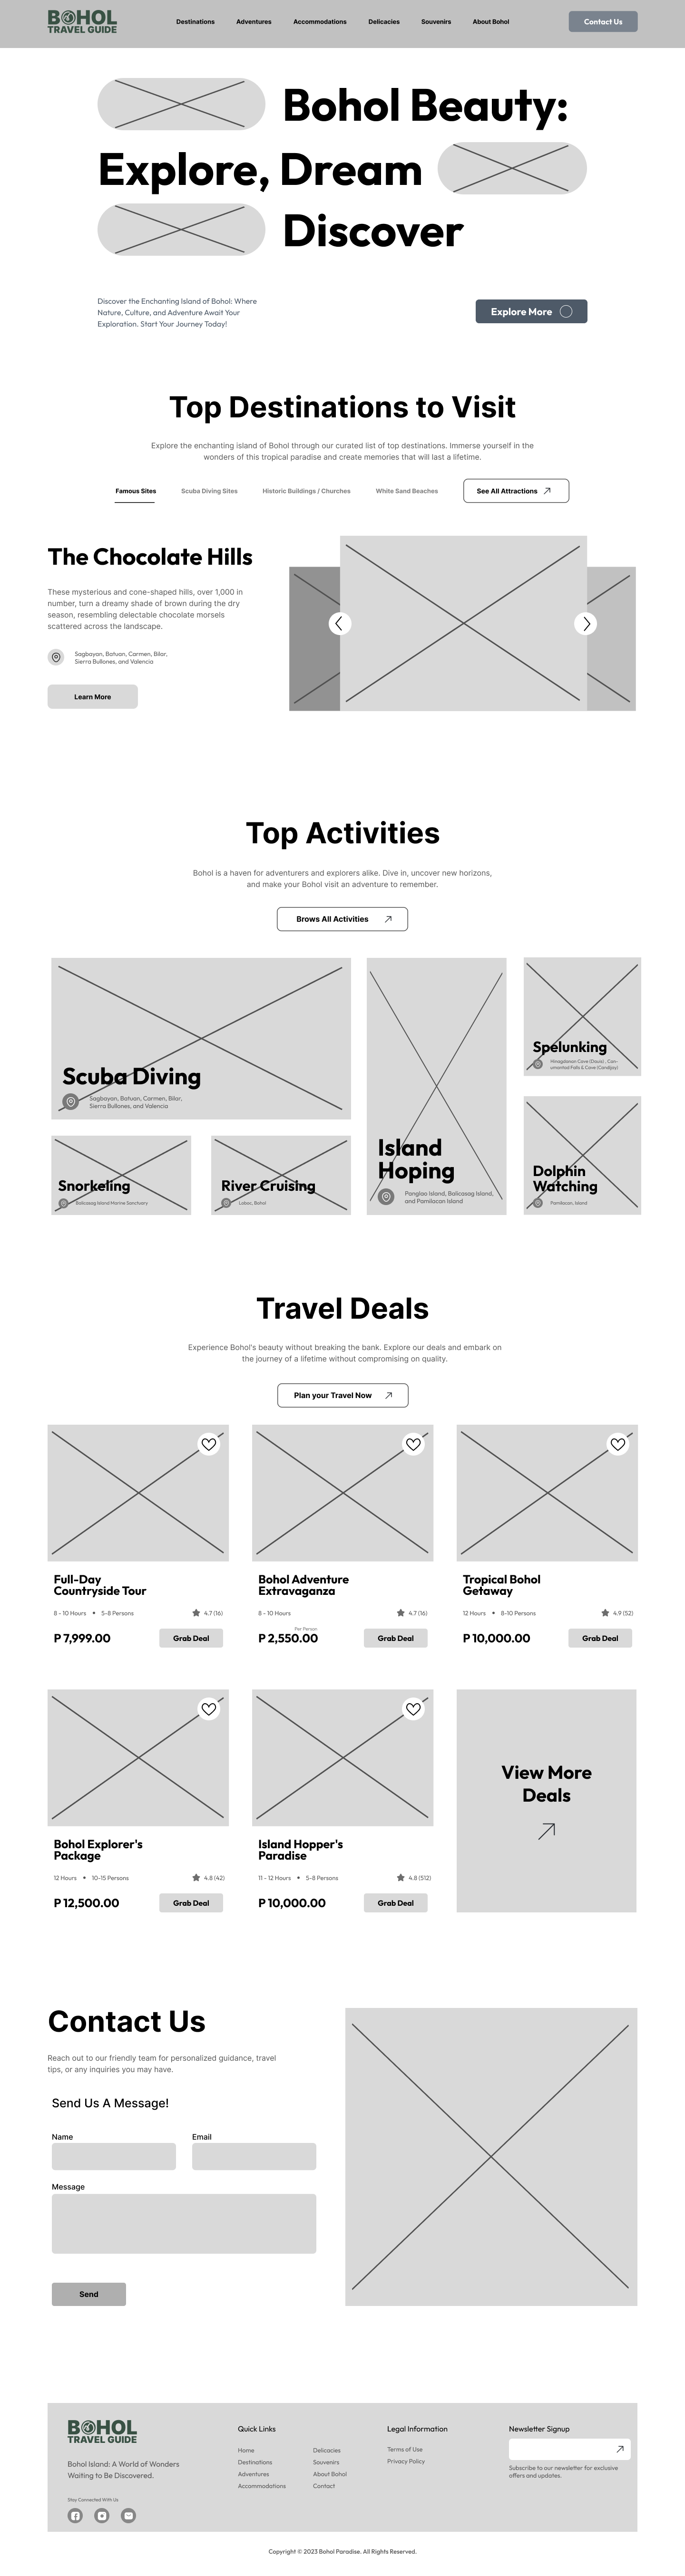 BOHOL
TRAVEL GUIDE
Destinations
Adventures
Accommodations
Delicacies
Souvenirs
About Bohol
Contact Us
Bohol Beauty:
Explore, Dream
Discover
Discover the Enchanting Island of Bohol: Where
Nature, Culture, and Adventure Await Your
Exploration. Start Your Journey Today!
Explore More
Top Destinations to Visit
Explore the enchanting island of Bohol through our curated list of top destinations. Immerse yourself in the
wonders of this tropical paradise and create memories that will last a lifetime.
Famous Sites
Scuba Diving Sites
Historic Buildings / Churches
White Sand Beaches
See All Attractions
The Chocolate Hills
These mysterious and cone-shaped hills, over 1,000 in
number, turn a dreamy shade of brown during the dry
season, resembling delectable chocolate morsels
scattered across the landscape.
Sagbayan, Batuan, Carmen, Bilar,
Sierra Bullones, and Valencia
Learn More
Top Activities
Bohol is a haven for adventurers and explorers alike. Dive in, uncover new horizons,
and make your Bohol visit an adventure to remember.
Brows All Activities
Scuba Diving
Sagbayan, Batuan, Carmen, Bilar,
Sierra Bullones, and Valencia
Snorkeling
Balicasag Island Marine Sanctuary
River Cruising
Loboc, Bohol
Island
Hoping
Panglao Island, Balicasag Island,
and Pamilacan Island
Spelunking
Hinagdanan Cave (Dauis) , Can-
umantad Falls & Cave (Candijay)
Dolphin
Watching
Pamilacan, Island
Travel Deals
Experience Bohol's beauty without breaking the bank. Explore our deals and embark on
the journey of a lifetime without compromising on quality.
Plan your Travel Now
Full-Day
Countryside Tour
8 - 10 Hours • 5-8 Persons
4.7 (16)
P 7,999.00
Grab Deal
Bohol Adventure
Extravaganza
8 - 10 Hours
4.7 (16)
Per Person
P 2,550.00
Grab Deal
Tropical Bohol
Getaway
12 Hours • 8-10 Persons
4.9 (52)
P 10,000.00
Grab Deal
Bohol Explorer's
Package
12 Hours • 10-15 Persons
4.8 (42)
P 12,500.00
Grab Deal
Island Hopper's
Paradise
11 - 12 Hours • 5-8 Persons
4.8 (512)
P 10,000.00
Grab Deal
View More
Deals
Contact Us
Reach out to our friendly team for personalized guidance, travel
tips, or any inquiries you may have.
Send Us A Message!
Name
Email
Message
Send
BOHOL
TRAVEL GUIDE
Bohol Island: A World of Wonders
Waiting to Be Discovered.
Stay Connected With Us
Quick Links
Home
Destinations
Adventures
Accommodations
Delicacies
Souvenirs
About Bohol
Contact
Legal Information
Terms of Use
Privacy Policy
Newsletter Signup
Subscribe to our newsletter for exclusive
offers and updates.
Copyright © 2023 Bohol Paradise. All Rights Reserved.